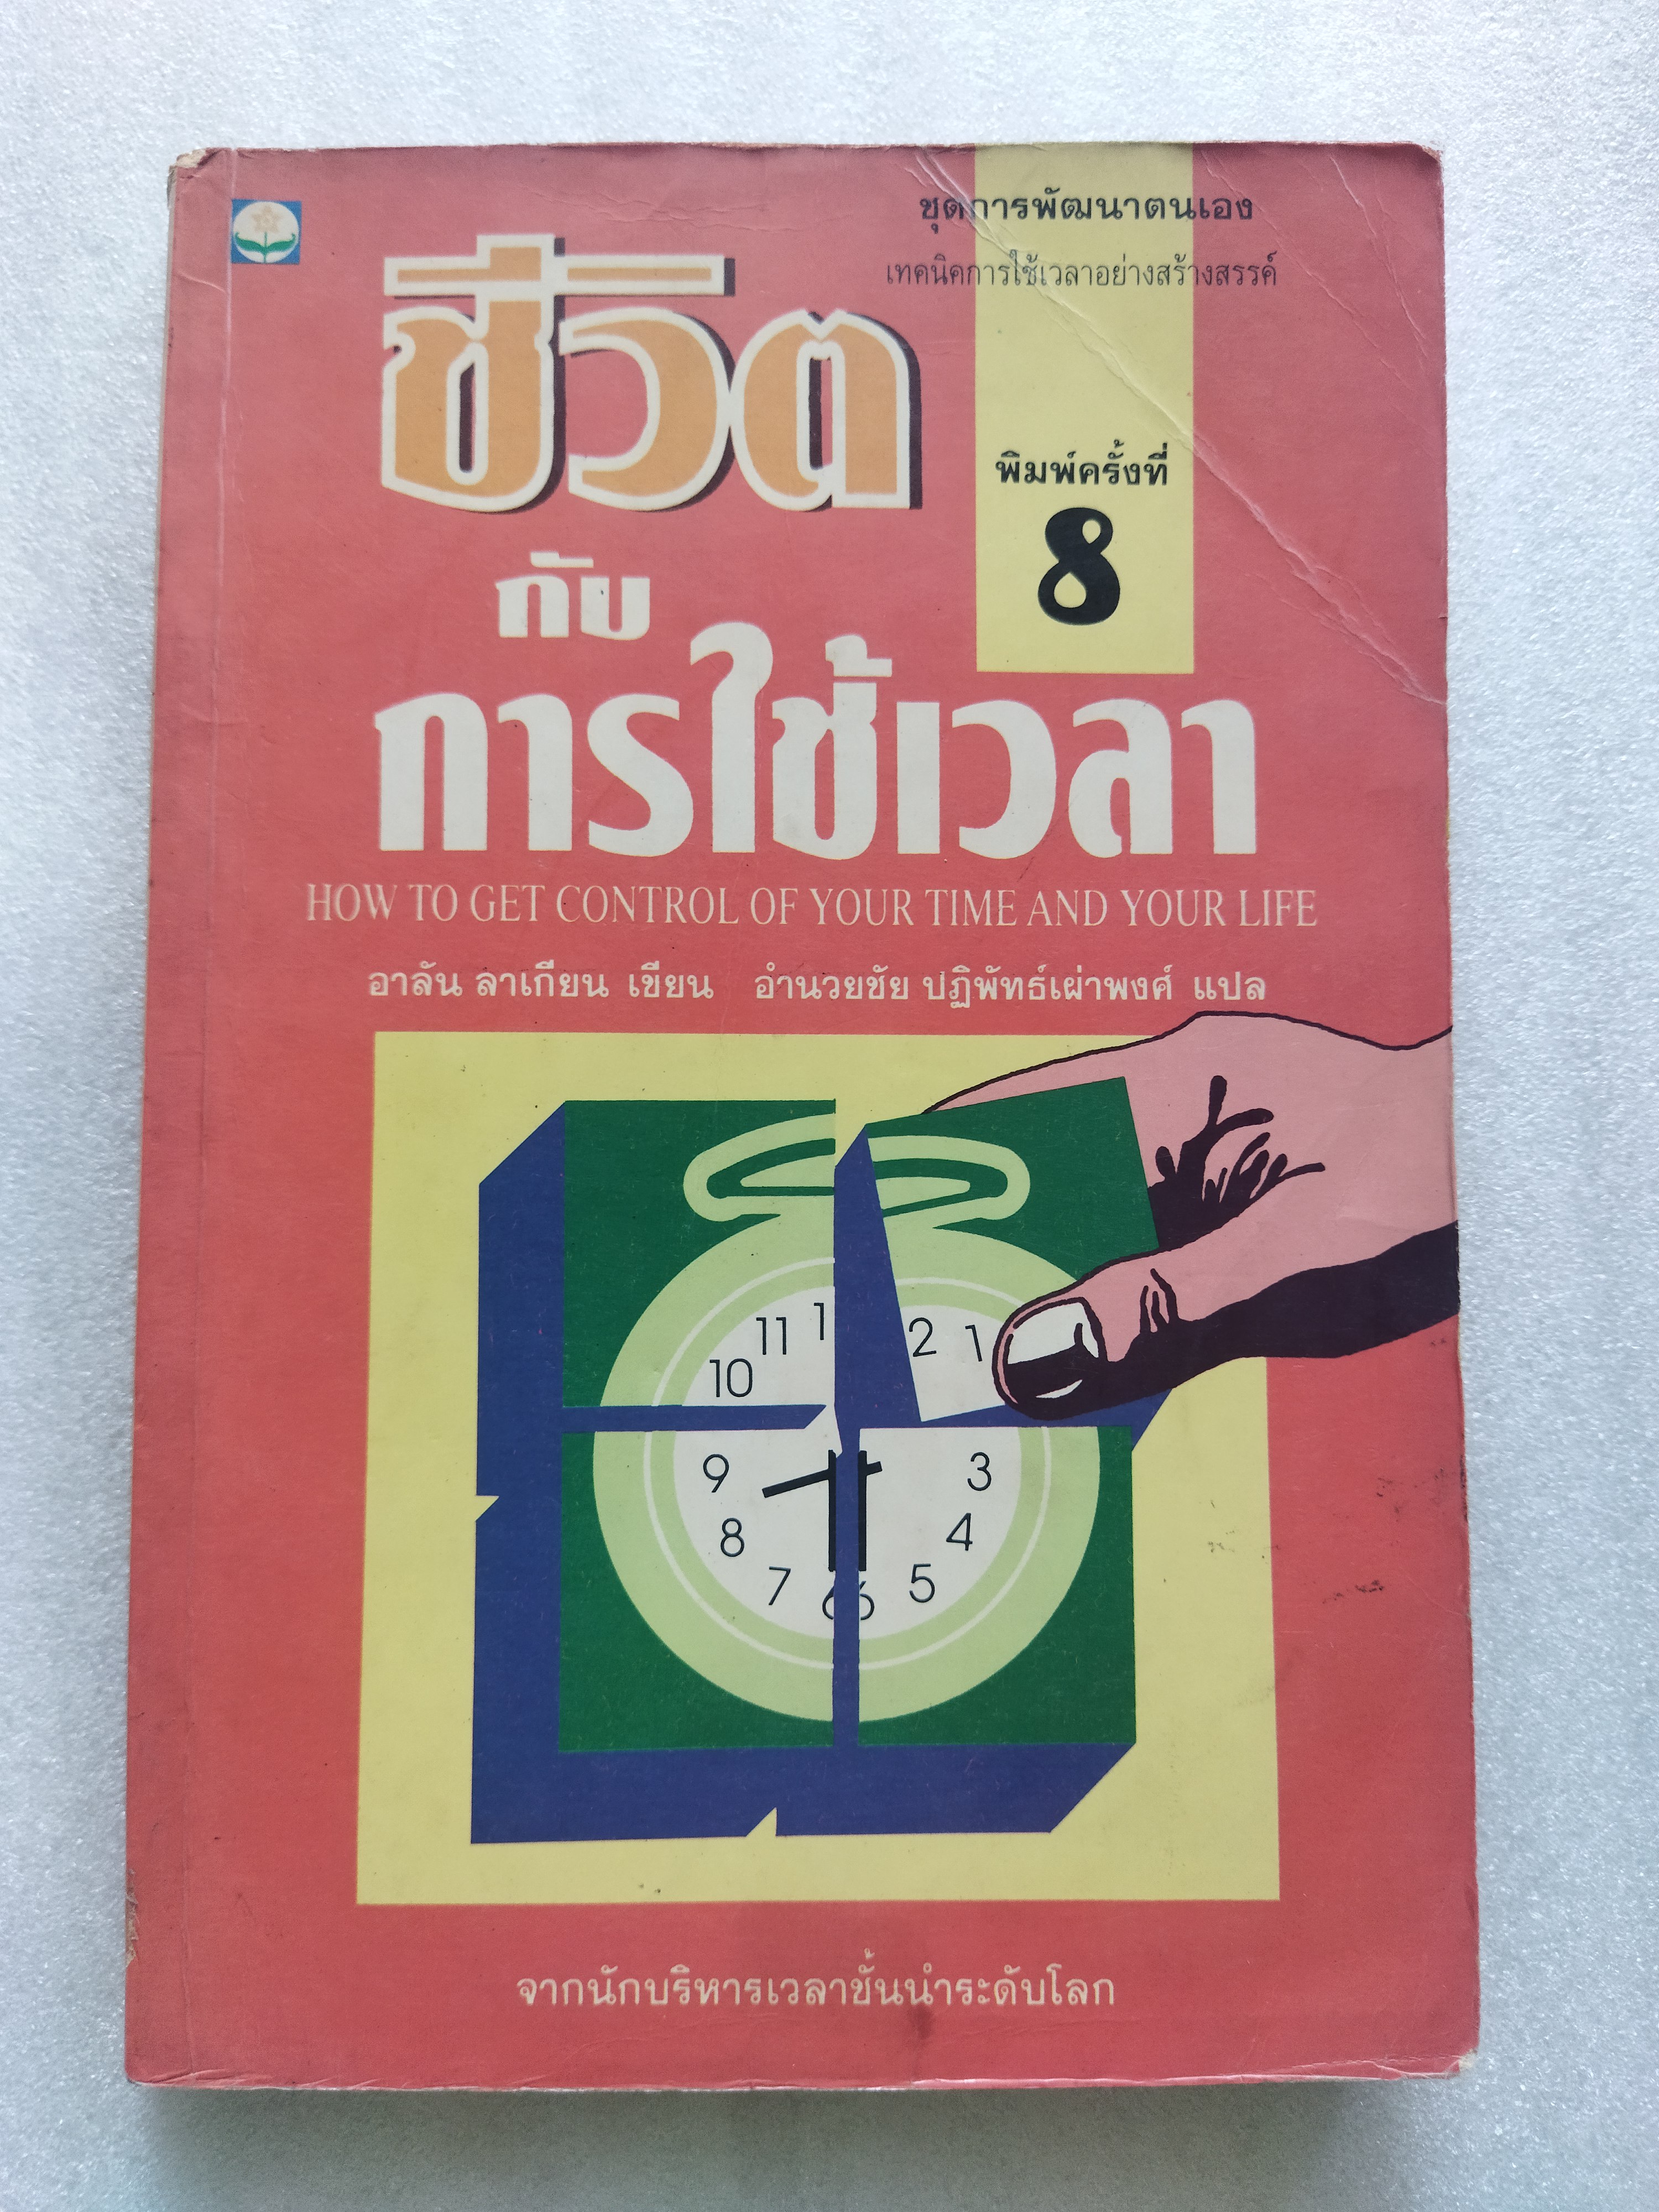 ชุดการพัฒนาตนเอง
เทคนิคการใช้เวลาอย่างสร้างสรรค์
ชีวิต
พิมพ์ครั้งที่
8
กับ
การใช้เวลา
HOW TO GET CONTROL OF YOUR TIME AND YOUR LIFE
อาลัน ลาเกียน เขียน อำนวยชัย ปฏิพัทธ์เผ่าพงศ์ แปล
11 1 2 1
10
9 3
8 4
7 6 6 5
จากนักบริหารเวลาชั้นนำระดับโลก